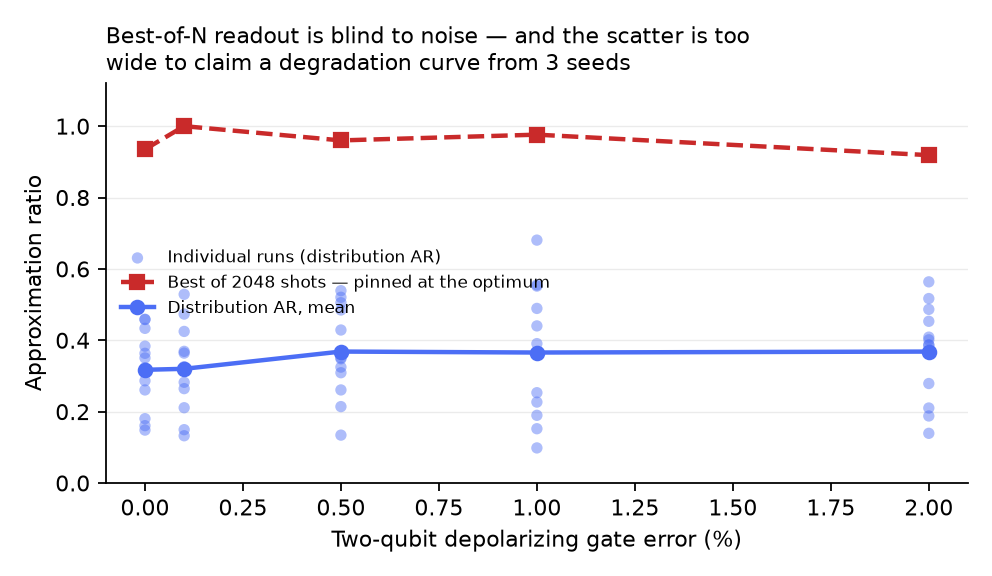 Best-of-N readout is blind to noise — and the scatter is too
wide to claim a degradation curve from 3 seeds
Approximation ratio
1.0
0.8
0.6
0.4
0.2
0.0
Individual runs (distribution AR)
Best of 2048 shots — pinned at the optimum
Distribution AR, mean
0.00
0.25
0.50
0.75
1.00
1.25
1.50
1.75
2.00
Two-qubit depolarizing gate error (%)